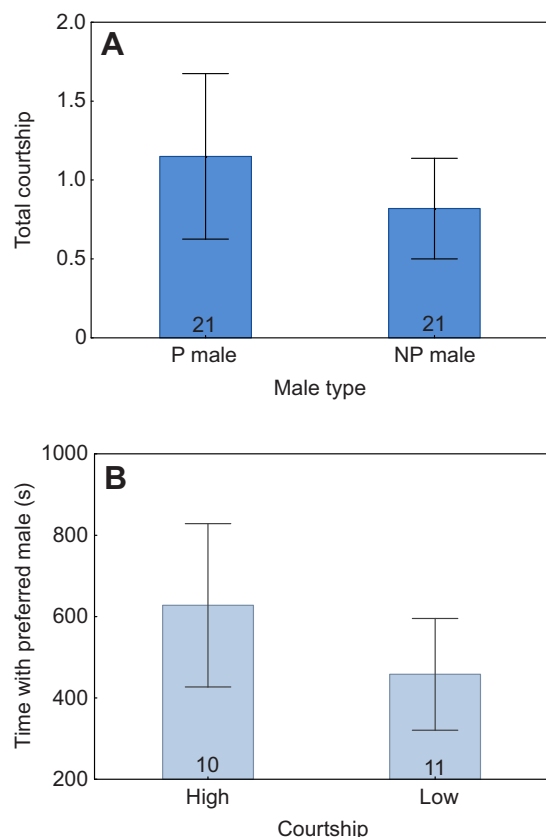 A
2.0
1.5
1.0
0.5
0
Total courtship
21
21
P male
NP male
Male type
B
1000
800
600
400
200
Time with preferred male (s)
10
11
High
Low
Courtship